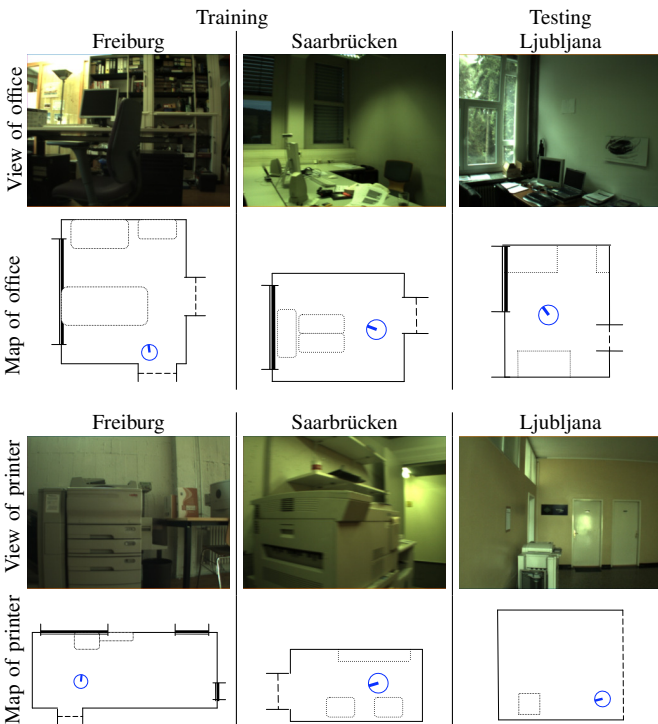 Training Testing
Freiburg Saarbrücken Ljubljana
View of office
Map of office
Freiburg Saarbrücken Ljubljana
View of printer
Map of printer